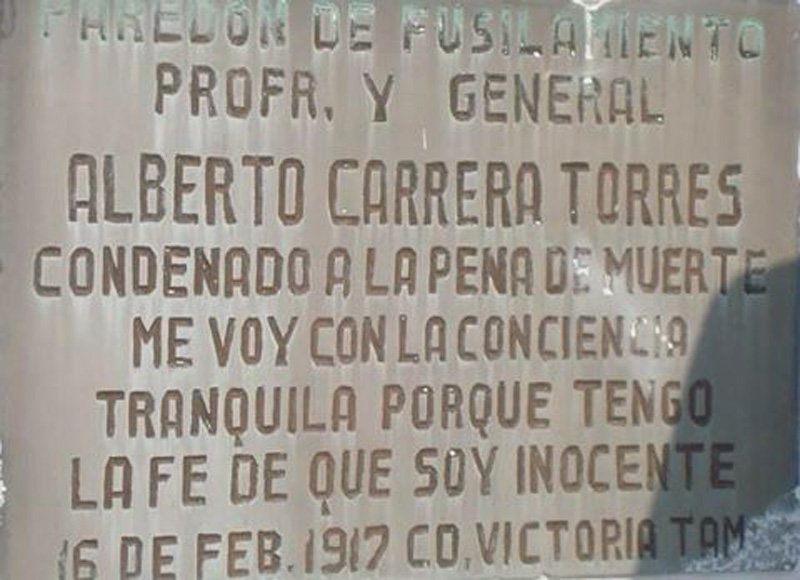 PAREDON DE FUSILAMIENTO
PROFR. Y GENERAL
ALBERTO CARRERA TORRES
CONDENADO A LA PENA DE MUERTE
ME VOY CON LA CONCIENCIA
TRANQUILA PORQUE TENGO
LA FE DE QUE SOY INOCENTE
16 DE FEB. 1917 CD. VICTORIA TAM